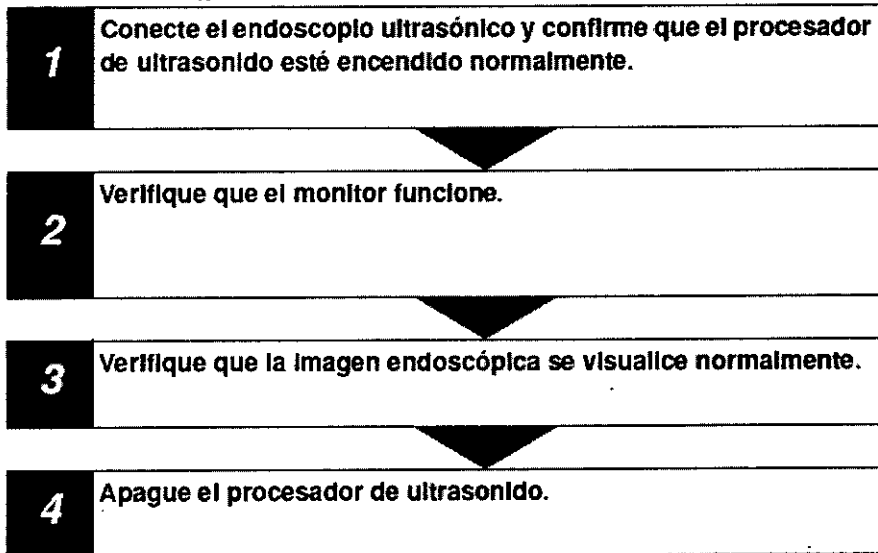 1
Conecte el endoscopio ultrasónico y confirme que el procesador
de ultrasonido esté encendido normalmente.
2
Verifique que el monitor funcione.
3
Verifique que la imagen endoscópica se visualice normalmente.
4
Apague el procesador de ultrasonido.